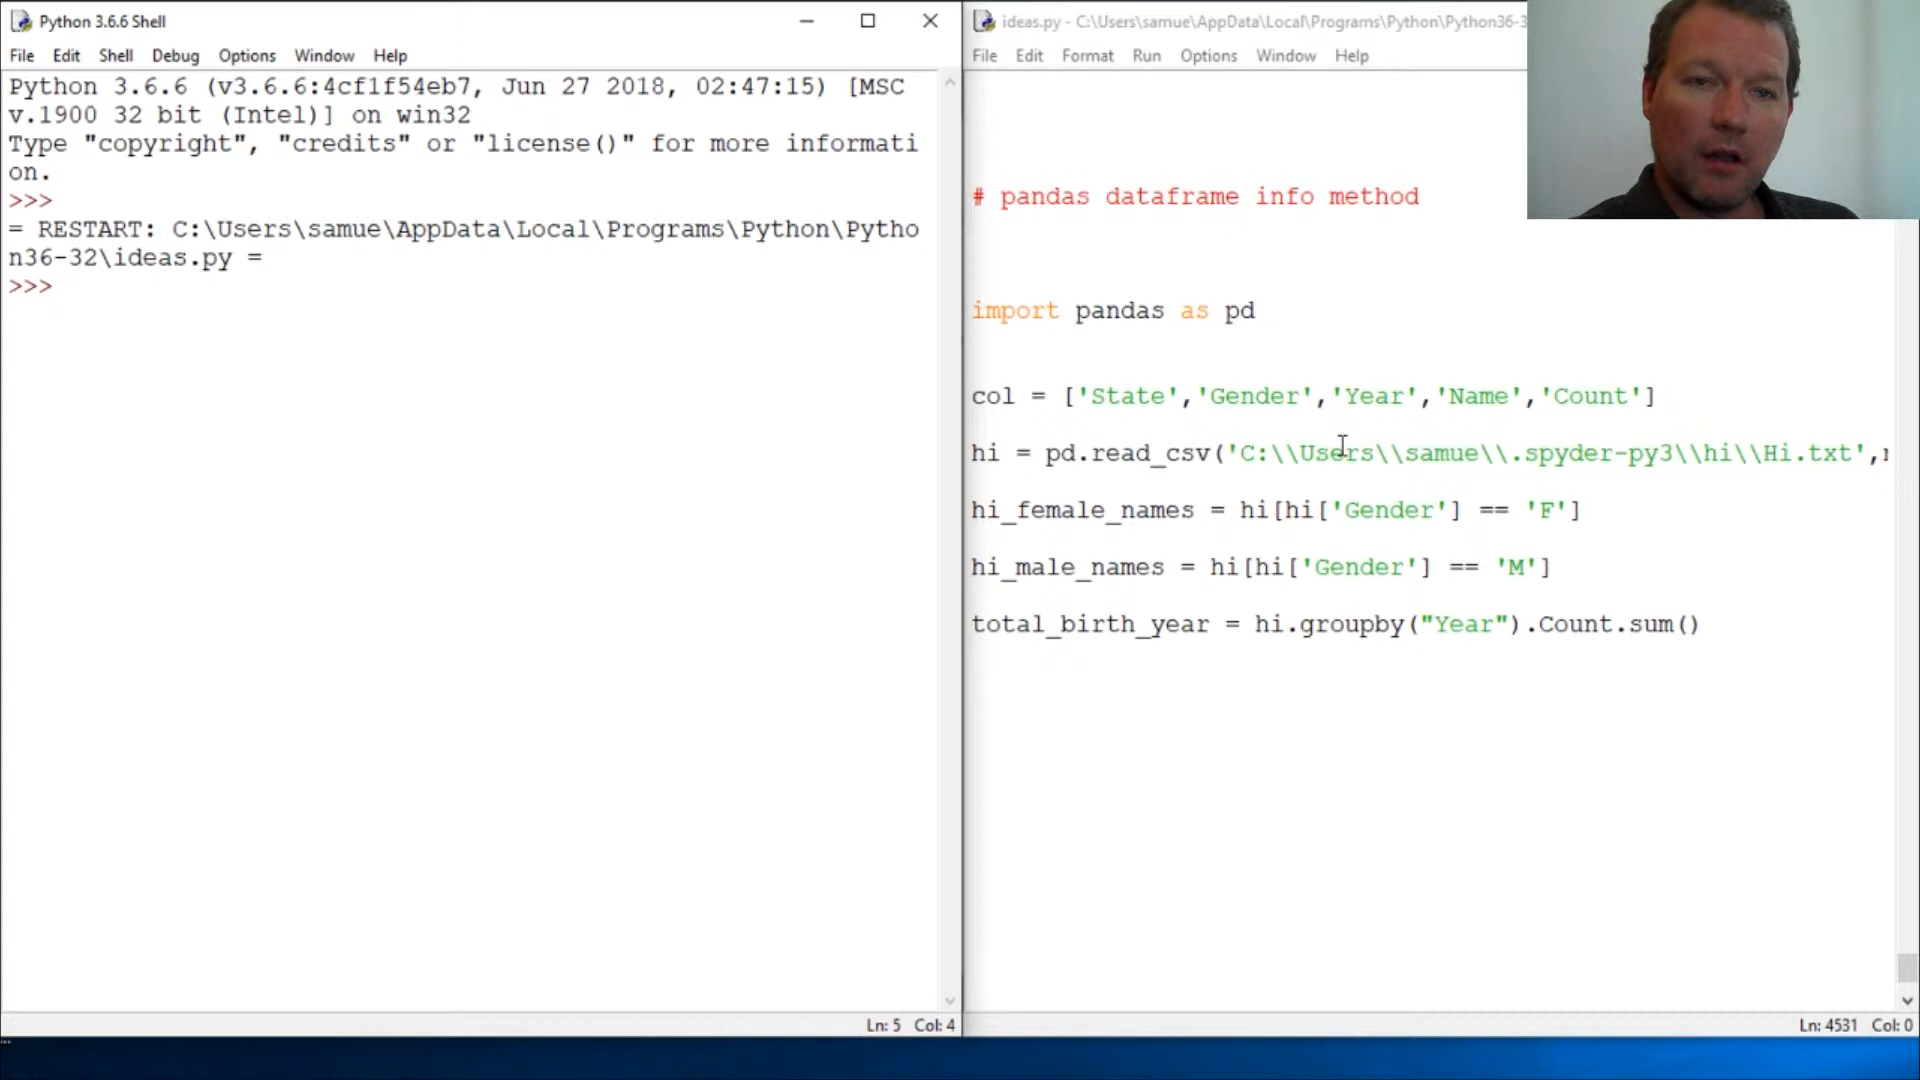 Python 3.6.6 Shell
File Edit Shell Debug Options Window Help
Python 3.6.6 (v3.6.6:4cf1f54eb7, Jun 27 2018, 02:47:15) [MSC
v.1900 32 bit (Intel)] on win32
Type "copyright", "credits" or "license()" for more informati
on.
>>>
= RESTART: C:\Users\samue\AppData\Local\Programs\Python\Pytho
n36-32\ideas.py =
>>>
Ln: 5 Col: 4
ideas.py - C:\Users\samue\AppData\Local\Programs\Python\Python36-3
File Edit Format Run Options Window Help
# pandas dataframe info method
import pandas as pd
col = ['State','Gender','Year','Name','Count']
hi = pd.read_csv('C:\\Users\\samue\\.spyder-py3\\hi\\Hi.txt',
hi_female_names = hi[hi['Gender'] == 'F']
hi_male_names = hi[hi['Gender'] == 'M']
total_birth_year = hi.groupby("Year").Count.sum()
Ln: 4531 Col: 0